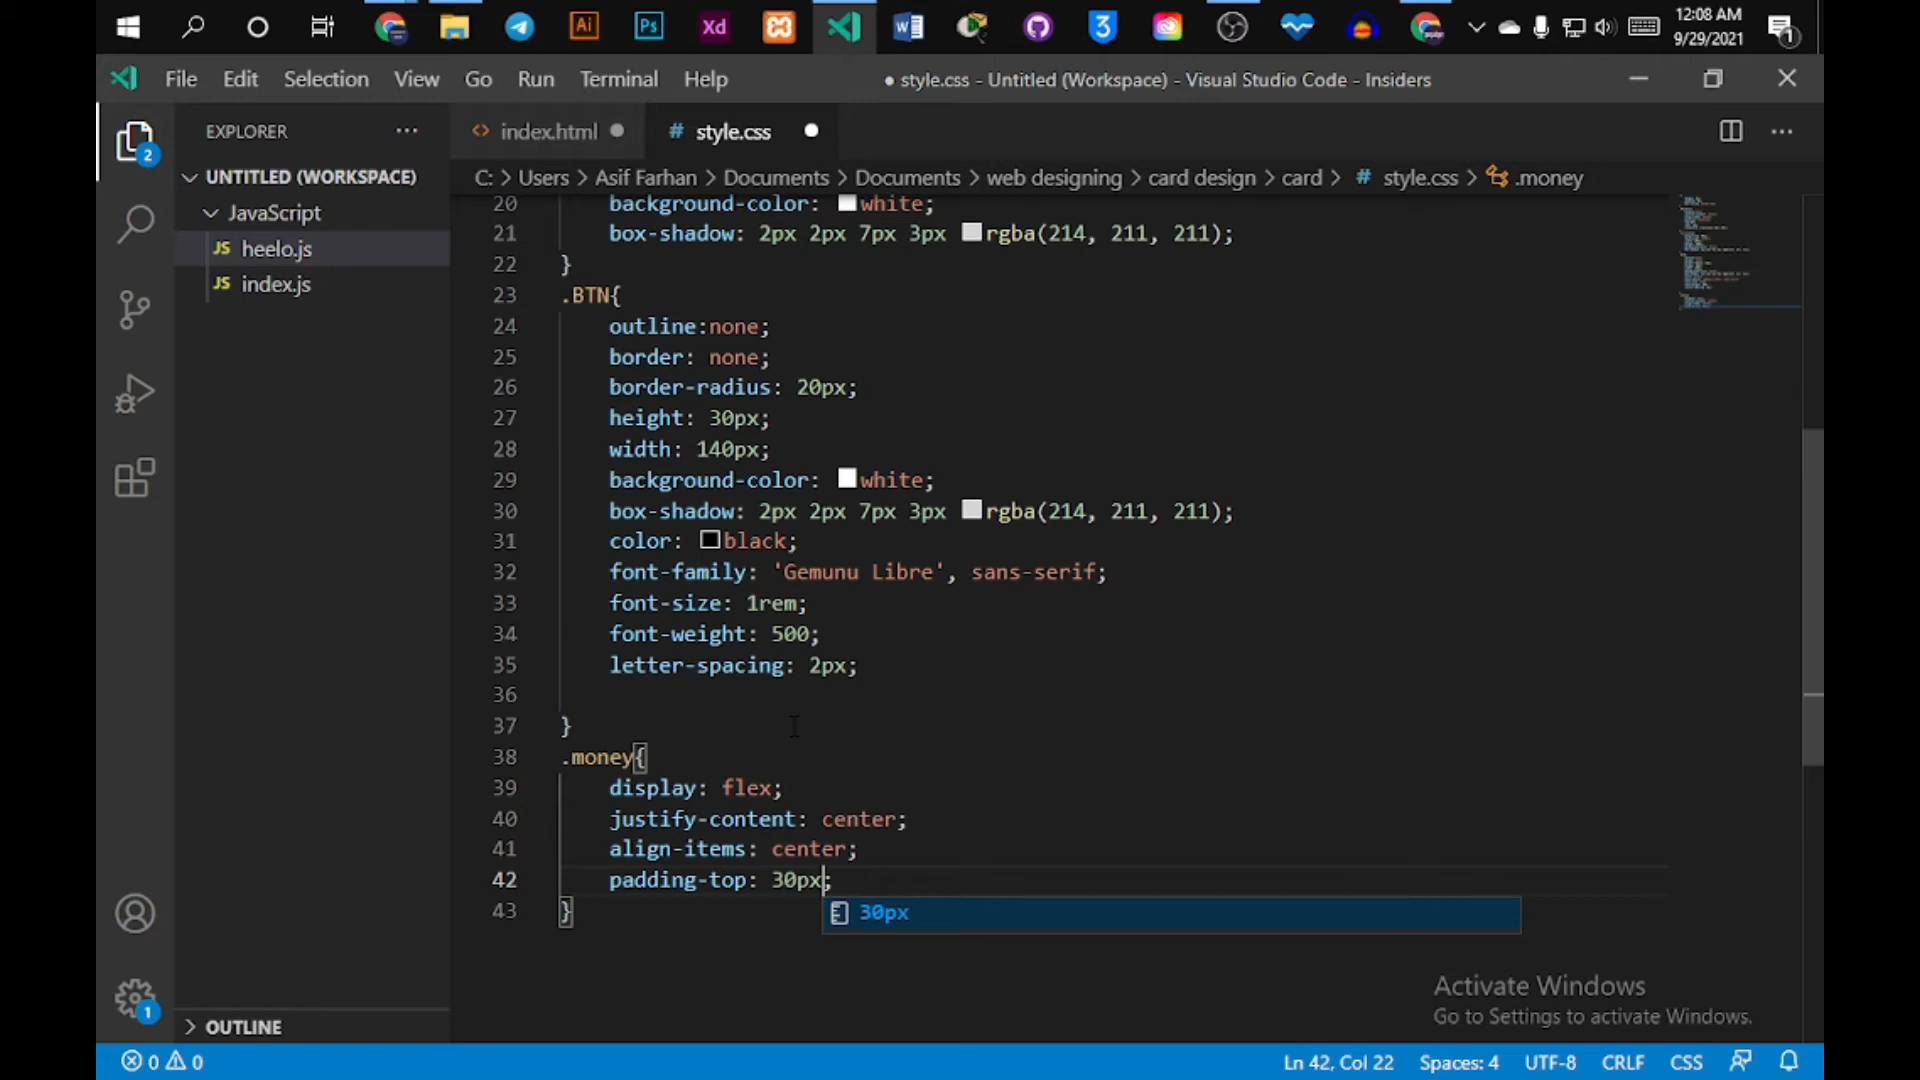 Ai
Ps
Xd
3
12:08 AM
9/29/2021
1
File Edit Selection View Go Run Terminal Help
● style.css - Untitled (Workspace) - Visual Studio Code - Insiders
EXPLORER
index.html
# style.css
2
UNTITLED (WORKSPACE)
C: > Users > Asif Farhan > Documents > Documents > web designing > card design > card > # style.css > .money
JavaScript
JS heelo.js
JS index.js
20 background-color: white;
21 box-shadow: 2px 2px 7px 3px rgba(214, 211, 211);
22 }
23 .BTN{
24 outline:none;
25 border: none;
26 border-radius: 20px;
27 height: 30px;
28 width: 140px;
29 background-color: white;
30 box-shadow: 2px 2px 7px 3px rgba(214, 211, 211);
31 color: black;
32 font-family: 'Gemunu Libre', sans-serif;
33 font-size: 1rem;
34 font-weight: 500;
35 letter-spacing: 2px;
36
37 }
38 .money{
39 display: flex;
40 justify-content: center;
41 align-items: center;
42 padding-top: 30px;
43 }
30px
Activate Windows
Go to Settings to activate Windows.
1
OUTLINE
0 0
Ln 42, Col 22 Spaces: 4 UTF-8 CRLF CSS